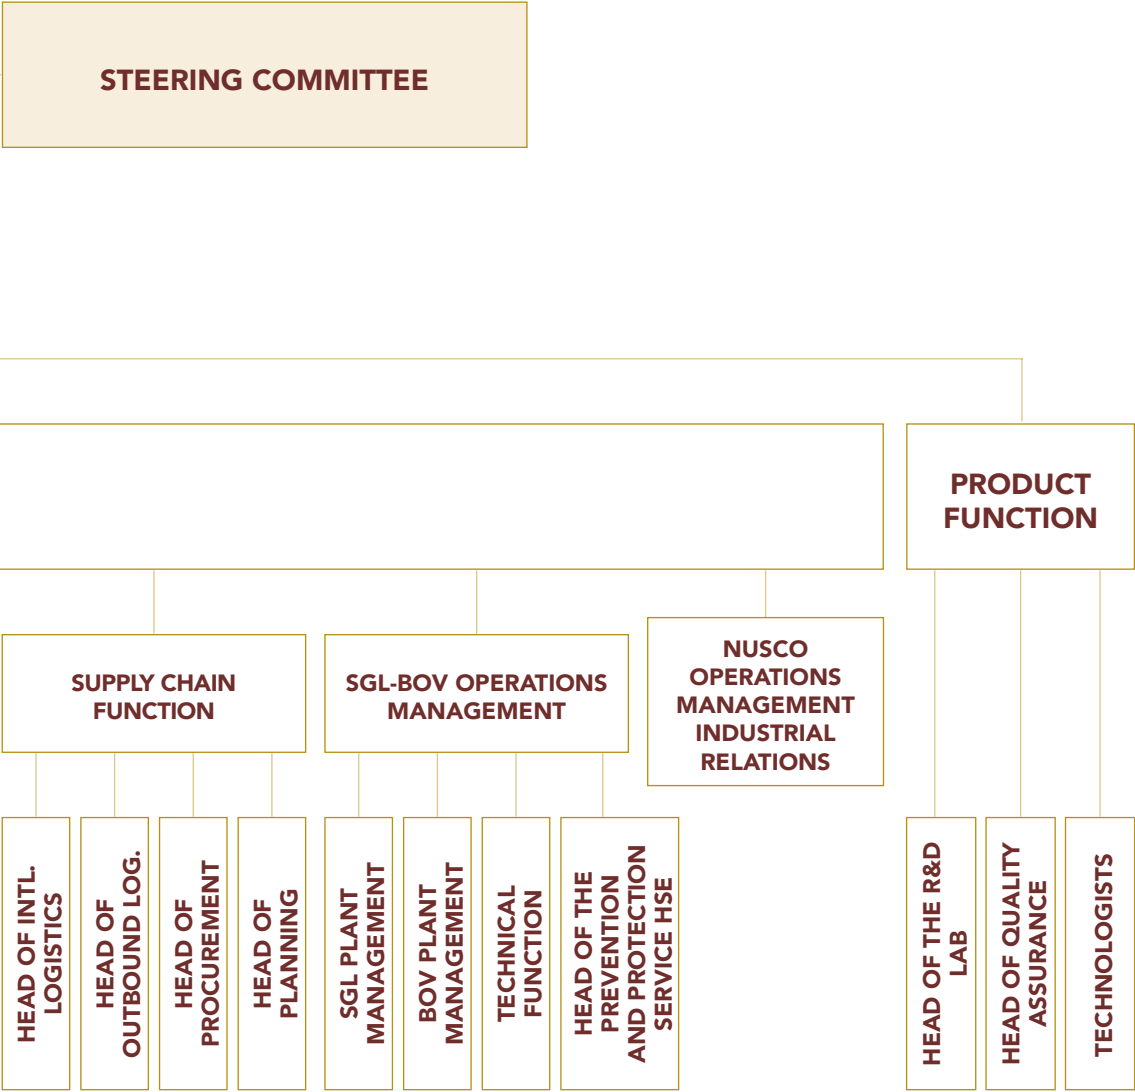 STEERING COMMITTEE
PRODUCT
FUNCTION
SUPPLY CHAIN
FUNCTION
SGL-BOV OPERATIONS
MANAGEMENT
NUSCO
OPERATIONS
MANAGEMENT
INDUSTRIAL
RELATIONS
HEAD OF INTL.
LOGISTICS
HEAD OF
OUTBOUND LOG.
HEAD OF
PROCUREMENT
HEAD OF
PLANNING
SGL PLANT
MANAGEMENT
BOV PLANT
MANAGEMENT
TECHNICAL
FUNCTION
HEAD OF THE
PREVENTION
AND PROTECTION
SERVICE HSE
HEAD OF THE R&D
LAB
HEAD OF QUALITY
ASSURANCE
TECHNOLOGISTS